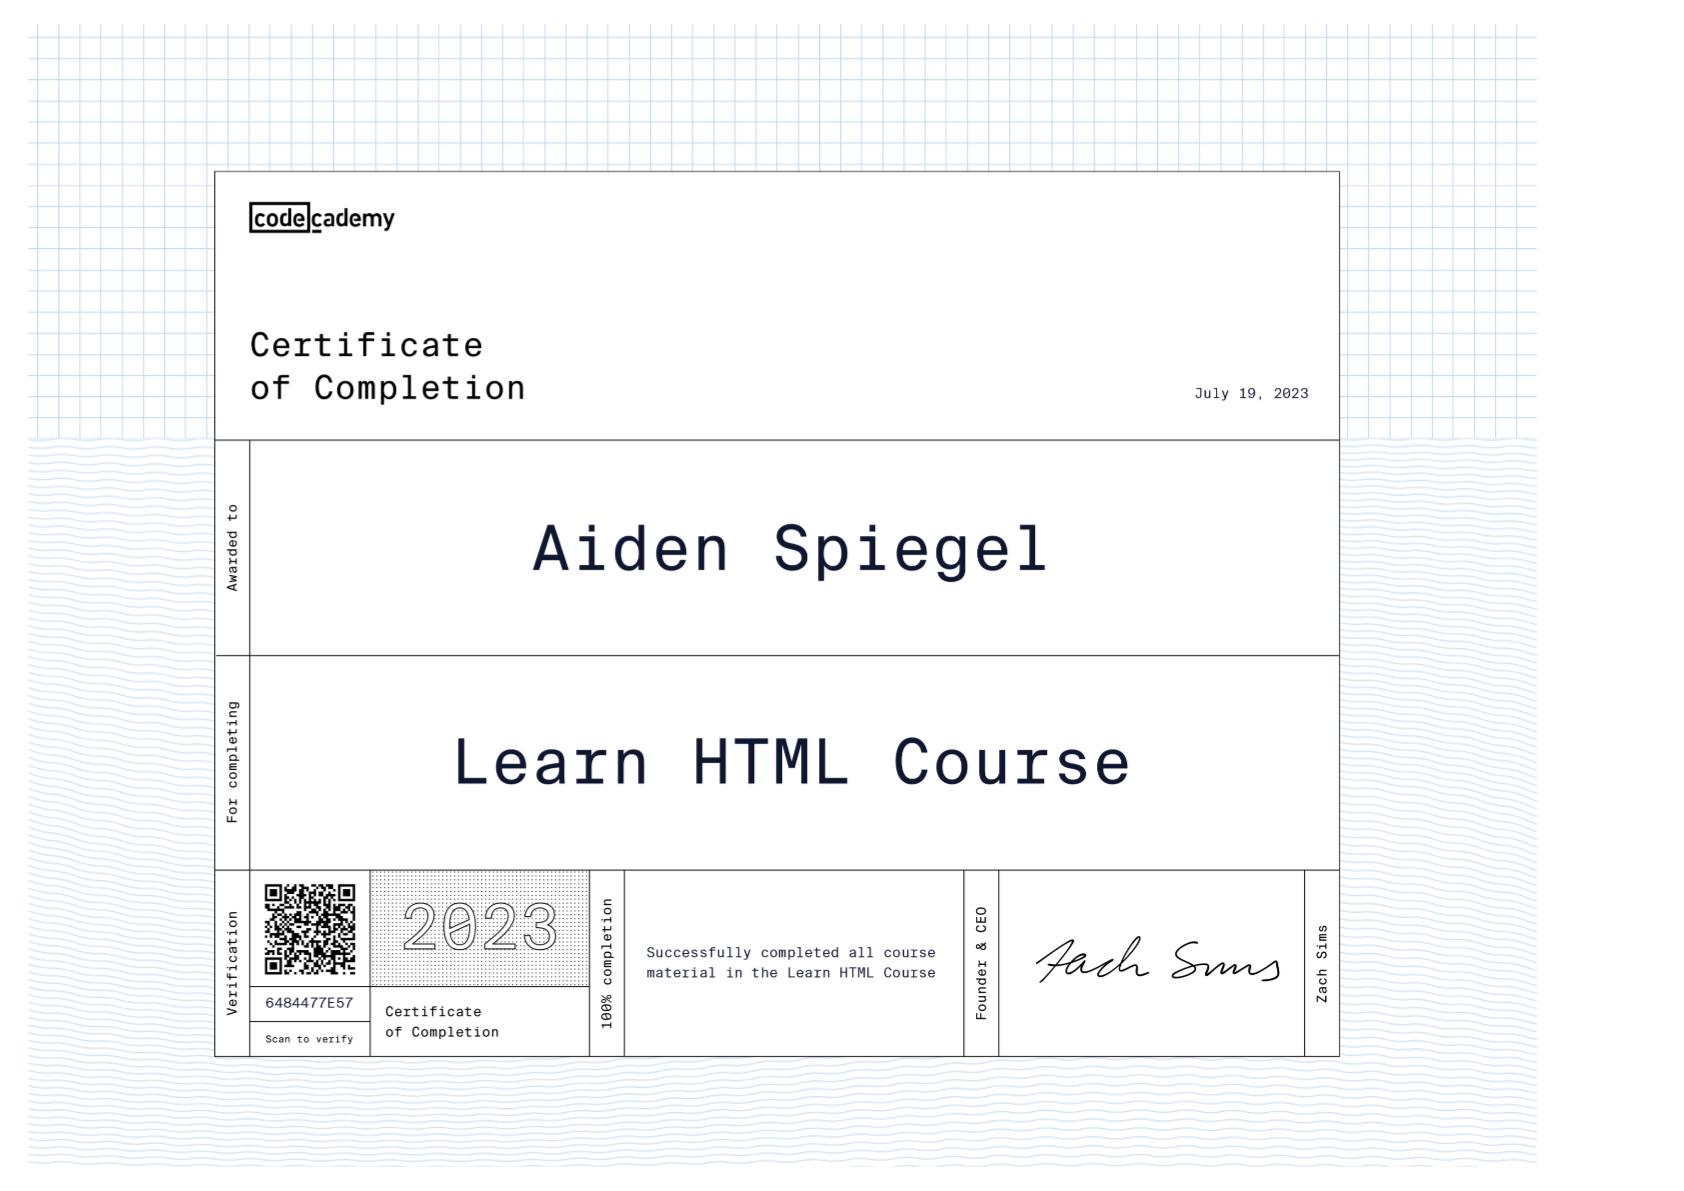 codecademy
Certificate
of Completion
July 19, 2023
Awarded to
Aiden Spiegel
For completing
Learn HTML Course
Verification
6484477E57
Scan to verify
2023
Certificate
of Completion
100% completion
Successfully completed all course
material in the Learn HTML Course
Founder & CEO
Zach Sims
Zach Sims